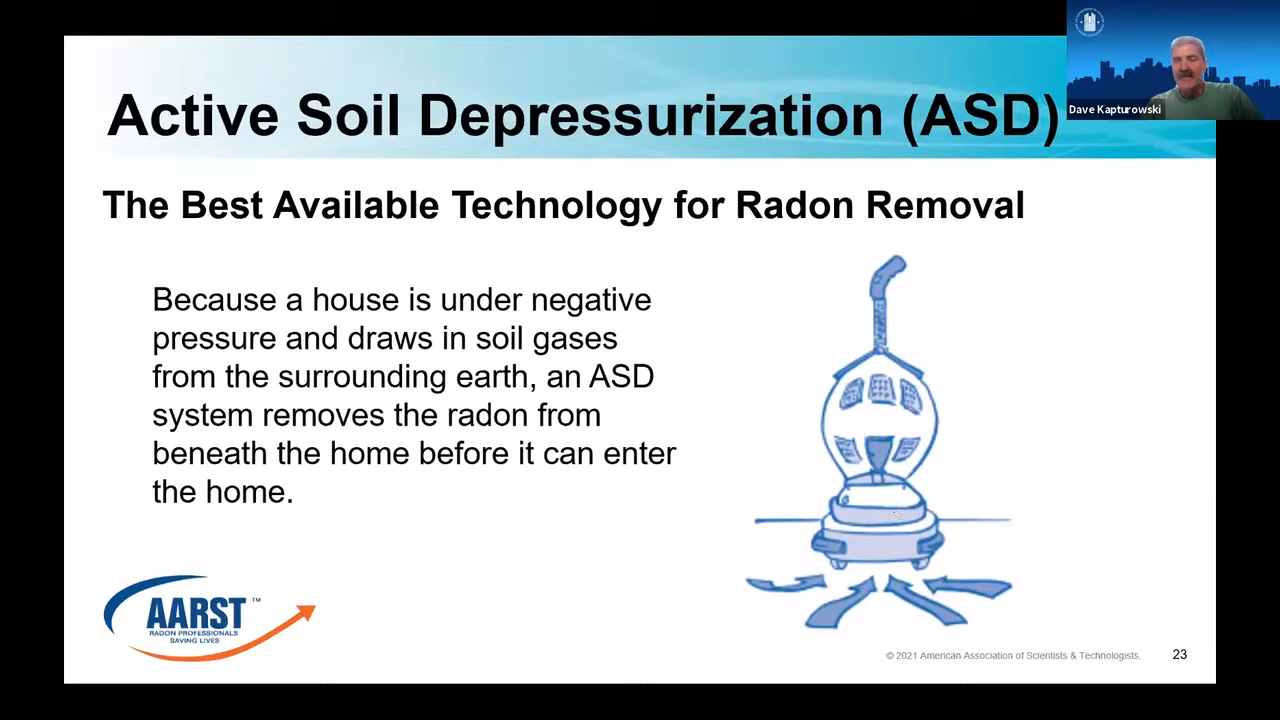 Active Soil Depressurization (ASD)
Dave Kapturowski
The Best Available Technology for Radon Removal
Because a house is under negative
pressure and draws in soil gases
from the surrounding earth, an ASD
system removes the radon from
beneath the home before it can enter
the home.
AARST™
RADON PROFESSIONALS
SAVING LIVES
© 2021 American Association of Scientists & Technologists.
23